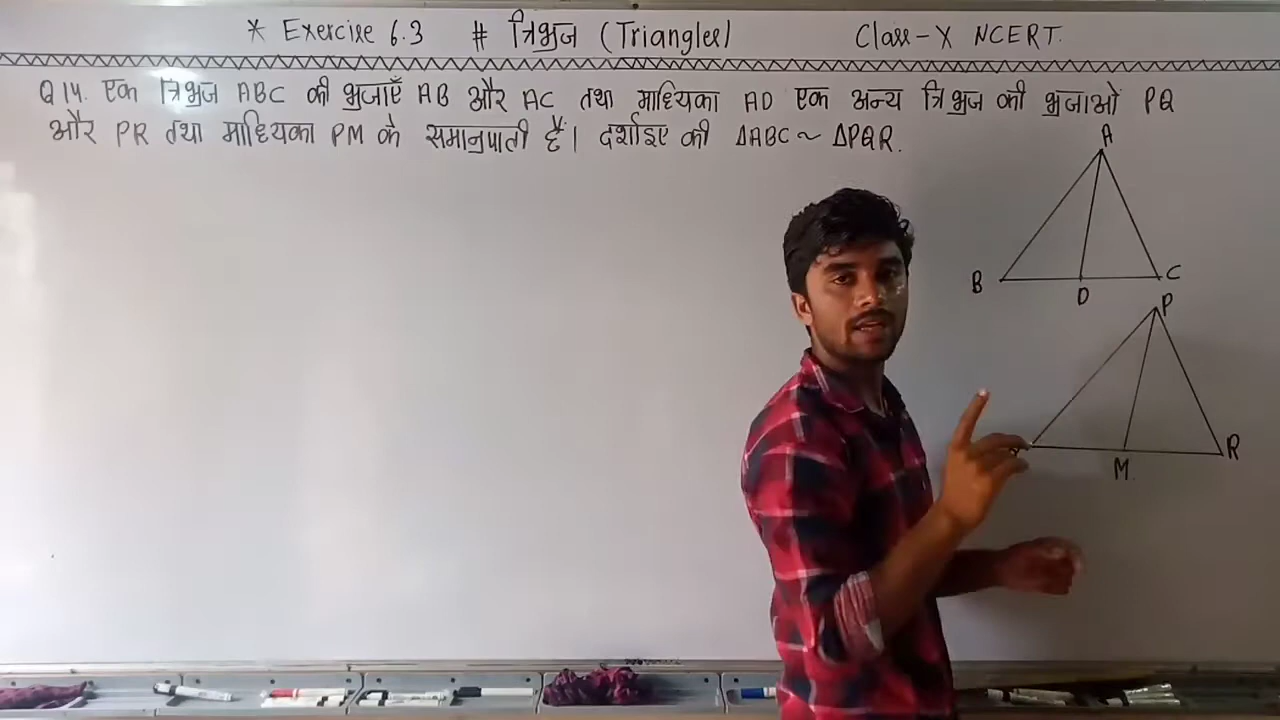 * Exercise 6.3 # त्रिभुज (Triangles) Class-X NCERT.
Q 14. एक त्रिभुज ABC की भुजाएँ AB और AC तथा माध्यिका AD एक अन्य त्रिभुज की भुजाओं PQ
और PR तथा माध्यिका PM के समानुपाती हैं। दर्शाइए की ΔABC ~ ΔPQR.
A
B
D
C
P
M
R